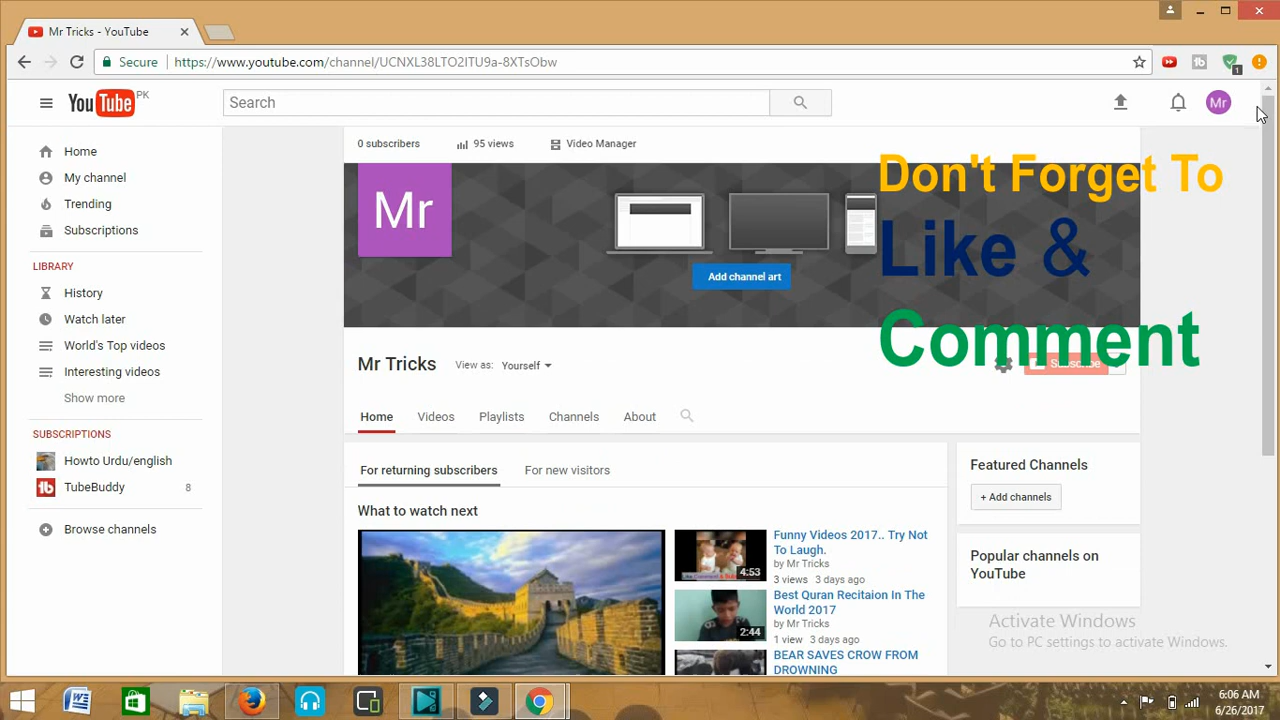 Mr Tricks - YouTube
Secure https://www.youtube.com/channel/UCNXL38LTO2ITU9a-8XTsObw
1
YouTube PK
Search
Mr
Home
My channel
Trending
Subscriptions
LIBRARY
History
Watch later
World's Top videos
Interesting videos
Show more
SUBSCRIPTIONS
Howto Urdu/english
TubeBuddy 8
Browse channels
0 subscribers 95 views Video Manager
Mr
Add channel art
Don't Forget To
Like &
Comment
Mr Tricks View as: Yourself
Subscribe
Home Videos Playlists Channels About
For returning subscribers For new visitors
What to watch next
4:53
Funny Videos 2017.. Try Not
To Laugh.
by Mr Tricks
3 views 3 days ago
2:44
Best Quran Recitaion In The
World 2017
by Mr Tricks
1 view 3 days ago
BEAR SAVES CROW FROM
DROWNING
Featured Channels
+ Add channels
Popular channels on
YouTube
Activate Windows
Go to PC settings to activate Windows.
6:06 AM
6/26/2017